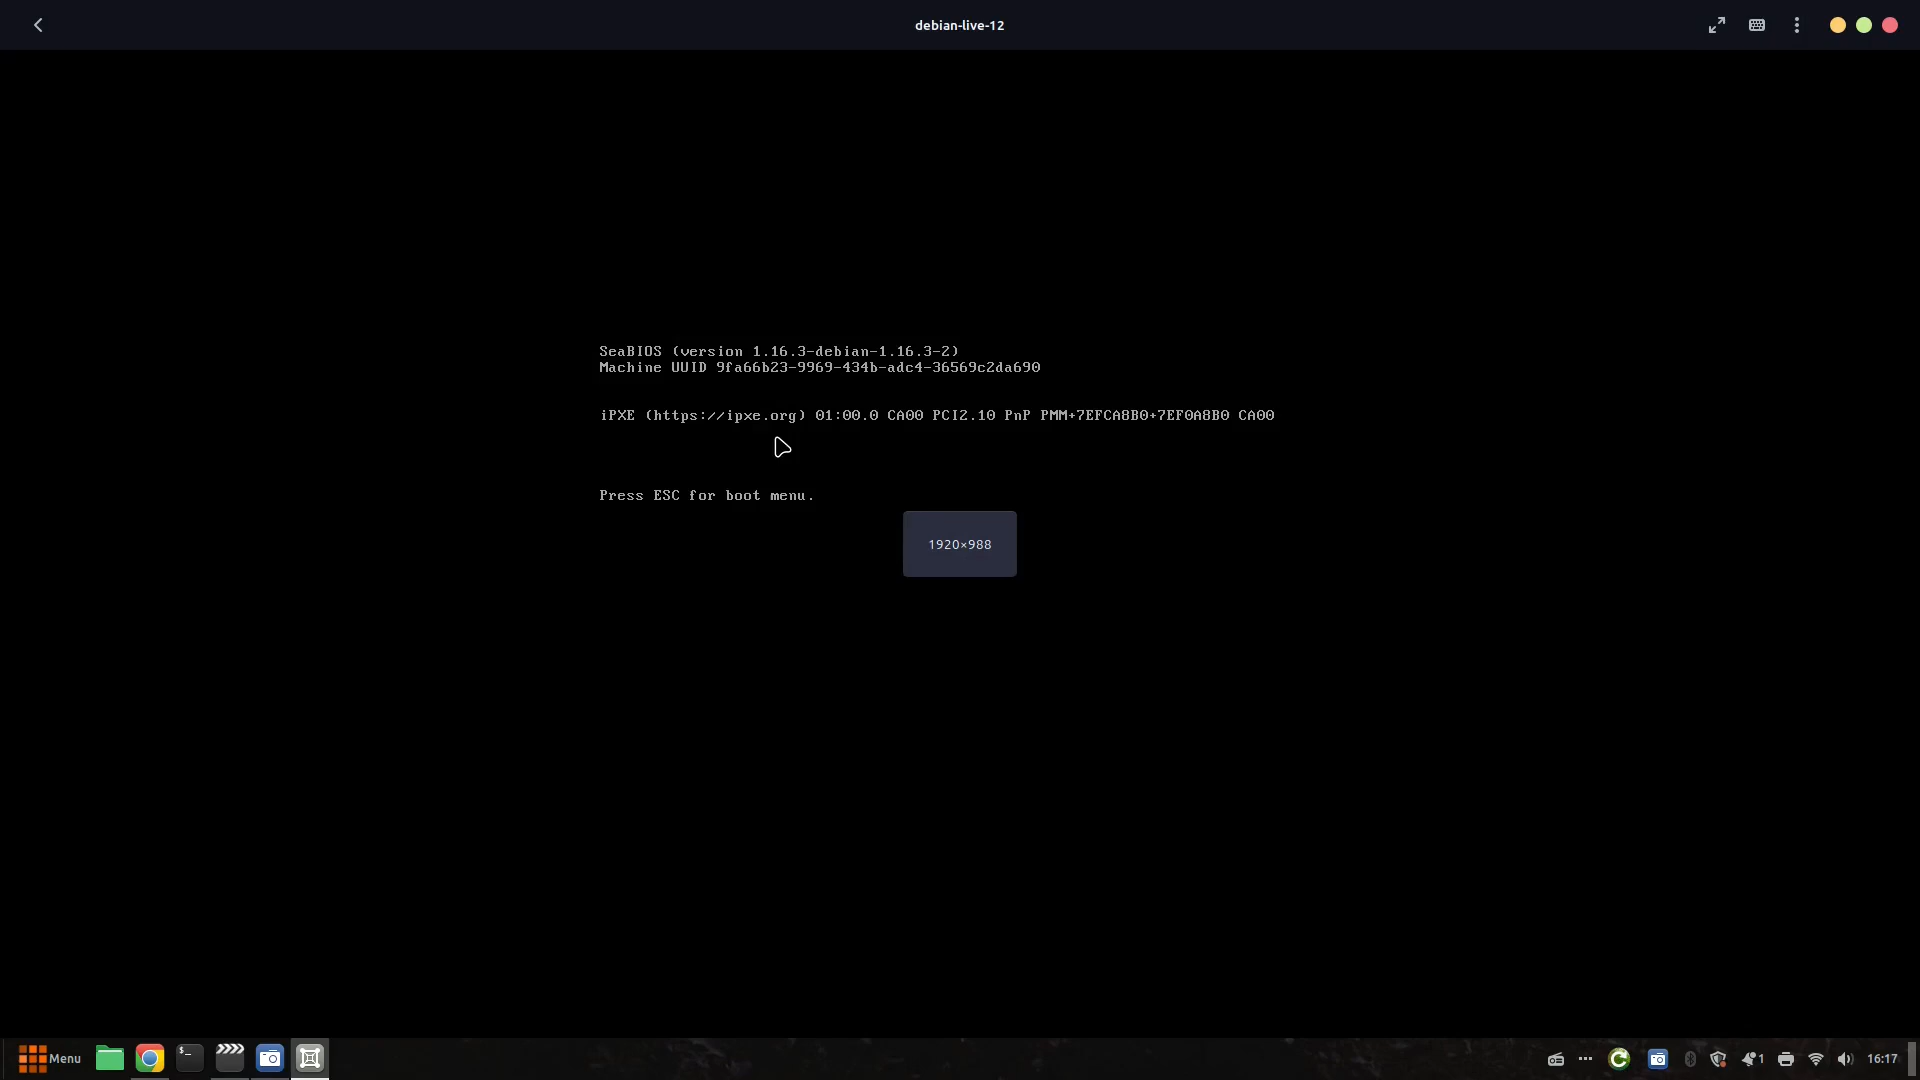 debian-live-12
SeaBIOS (version 1.16.3-debian-1.16.3-2)
Machine UUID 9fa66b23-9969-434b-adc4-36569c2da690
iPXE (https://ipxe.org) 01:00.0 CA00 PCI2.10 PnP PMM+7EFCA8B0+7EF0A8B0 CA00
Press ESC for boot menu.
1920×988
Menu
$_
1
16:17